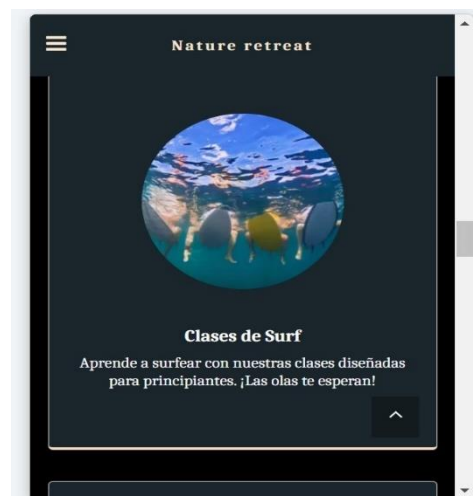 Nature retreat
Clases de Surf
Aprende a surfear con nuestras clases diseñadas
para principiantes. ¡Las olas te esperan!